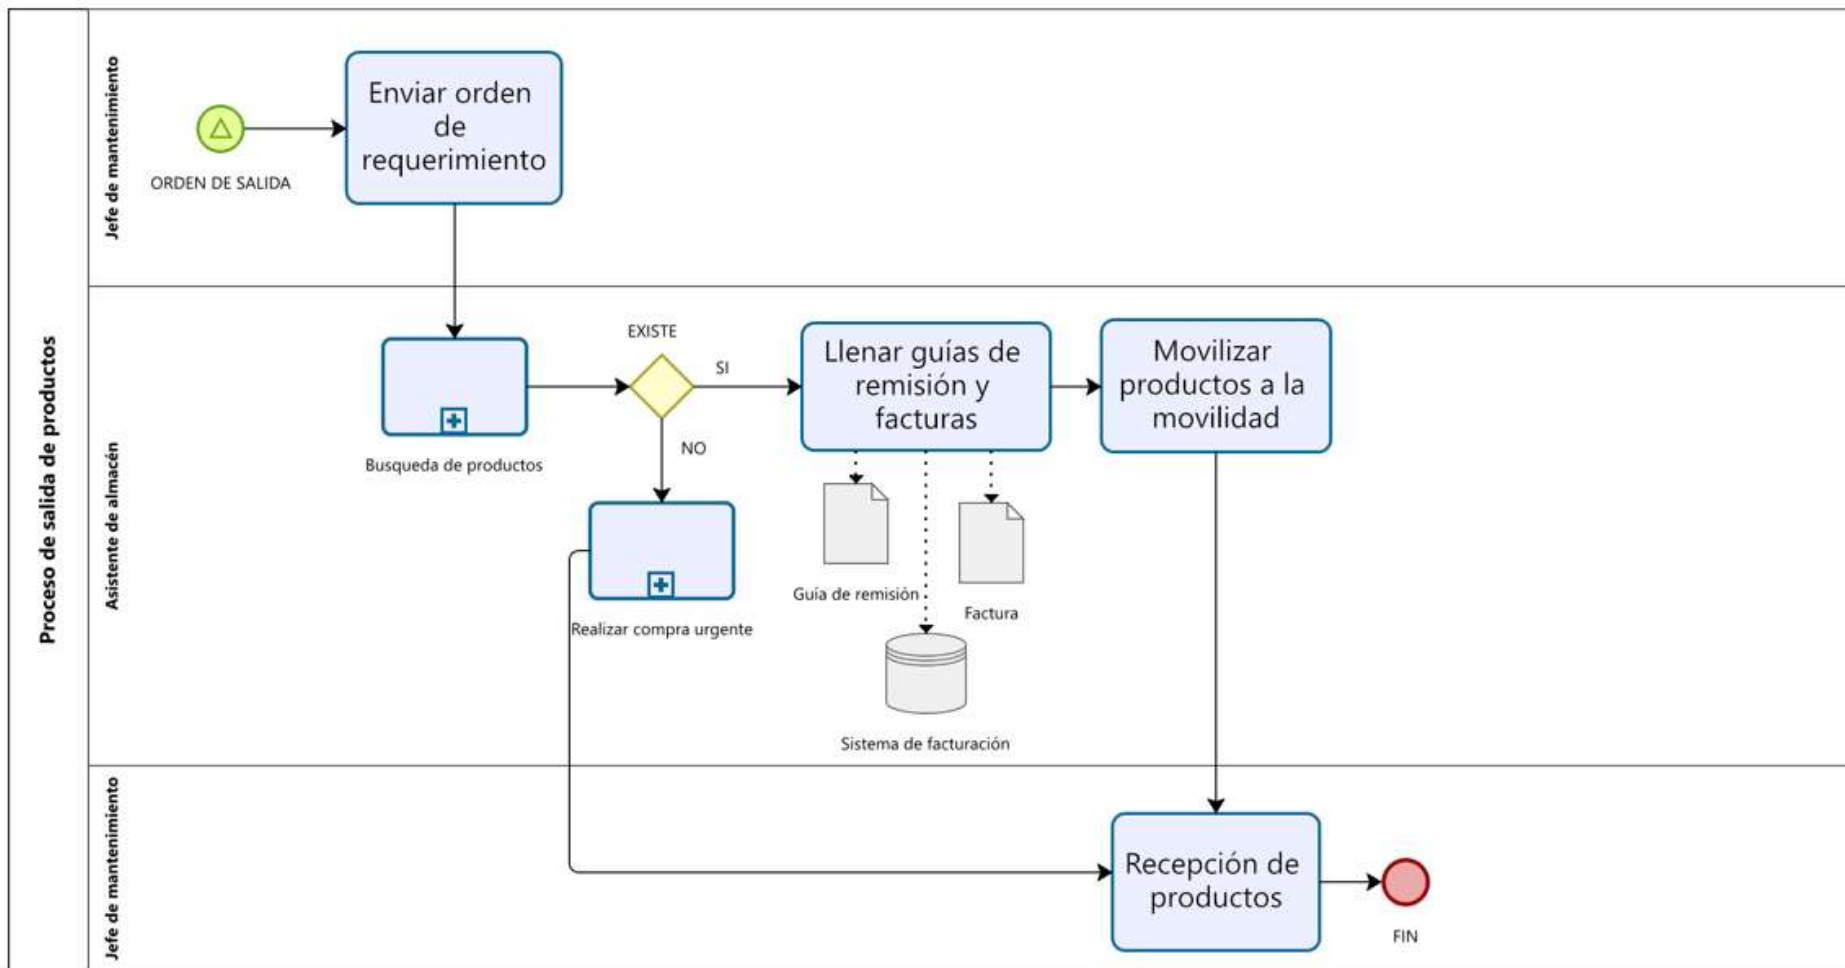 Proceso de salida de productos
Jefe de mantenimiento
ORDEN DE SALIDA
Enviar orden
de
requerimiento
Asistente de almacén
Busqueda de productos
EXISTE
SI
NO
Realizar compra urgente
Llenar guías de
remisión y
facturas
Guía de remisión
Factura
Sistema de facturación
Movilizar
productos a la
movilidad
Jefe de mantenimiento
Recepción de
productos
FIN